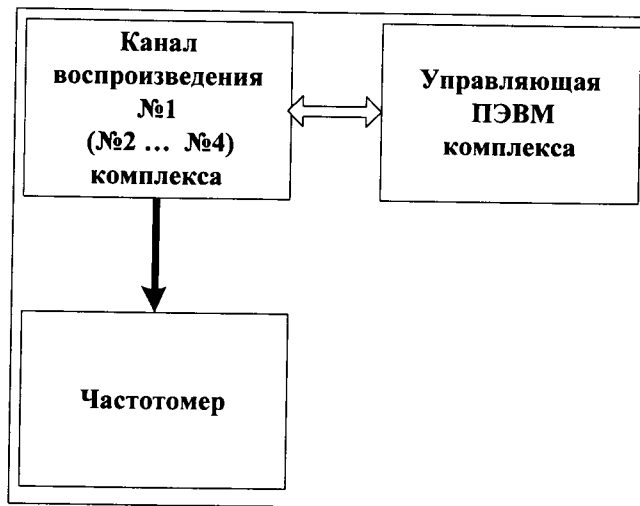 Канал
воспроизведения
№1
(№2 ... №4)
комплекса
Управляющая
ПЭВМ
комплекса
Частотомер